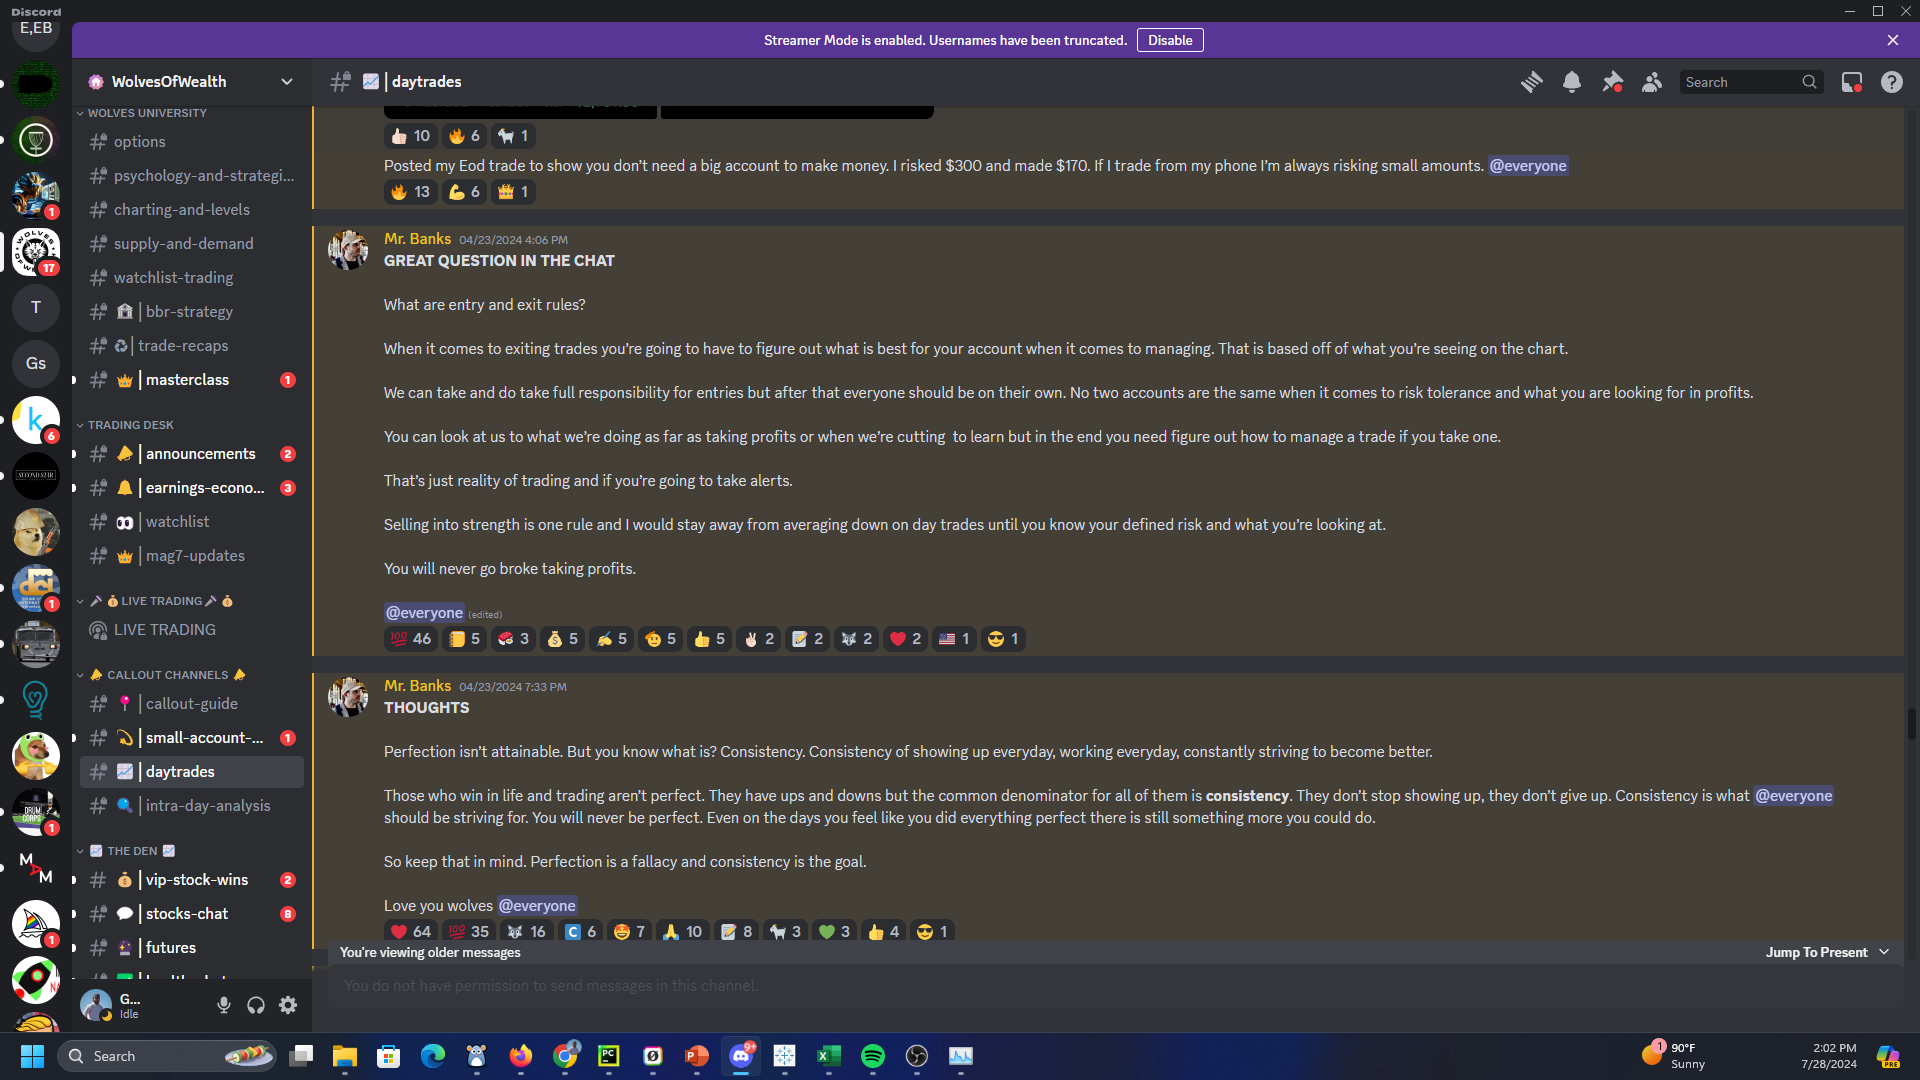 Discord
E,EB
Streamer Mode is enabled. Usernames have been truncated.
Disable
WolvesOfWealth
| daytrades
Search
WOLVES UNIVERSITY
options
psychology-and-strategi...
charting-and-levels
supply-and-demand
watchlist-trading
| bbr-strategy
| trade-recaps
| masterclass
1
TRADING DESK
| announcements
2
| earnings-econo...
3
| watchlist
| mag7-updates
LIVE TRADING
LIVE TRADING
CALLOUT CHANNELS
| callout-guide
| small-account-...
1
| daytrades
| intra-day-analysis
THE DEN
| vip-stock-wins
2
| stocks-chat
8
| futures
1
17
T
Gs
k
6
SECOND STAR
dci
1
1
DRUM CORPS
M A M
1
G...
Idle
10 6 1
Posted my Eod trade to show you don’t need a big account to make money. I risked $300 and made $170. If I trade from my phone I’m always risking small amounts. @everyone
13 6 1
Mr. Banks 04/23/2024 4:06 PM
GREAT QUESTION IN THE CHAT
What are entry and exit rules?
When it comes to exiting trades you’re going to have to figure out what is best for your account when it comes to managing. That is based off of what you’re seeing on the chart.
We can take and do take full responsibility for entries but after that everyone should be on their own. No two accounts are the same when it comes to risk tolerance and what you are looking for in profits.
You can look at us to what we’re doing as far as taking profits or when we’re cutting  to learn but in the end you need figure out how to manage a trade if you take one.
That’s just reality of trading and if you’re going to take alerts.
Selling into strength is one rule and I would stay away from averaging down on day trades until you know your defined risk and what you’re looking at.
You will never go broke taking profits.
@everyone (edited)
100 46 5 3 5 5 5 5 2 2 2 2 1 1
Mr. Banks 04/23/2024 7:33 PM
THOUGHTS
Perfection isn’t attainable. But you know what is? Consistency. Consistency of showing up everyday, working everyday, constantly striving to become better.
Those who win in life and trading aren’t perfect. They have ups and downs but the common denominator for all of them is consistency. They don’t stop showing up, they don’t give up. Consistency is what @everyone
should be striving for. You will never be perfect. Even on the days you feel like you did everything perfect there is still something more you could do.
So keep that in mind. Perfection is a fallacy and consistency is the goal.
Love you wolves @everyone
64 100 35 16 C 6 7 10 8 3 3 4 1
You're viewing older messages
Jump To Present
You do not have permission to send messages in this channel.
Search
PC
9+
1
90°F
Sunny
2:02 PM
7/28/2024
PRE